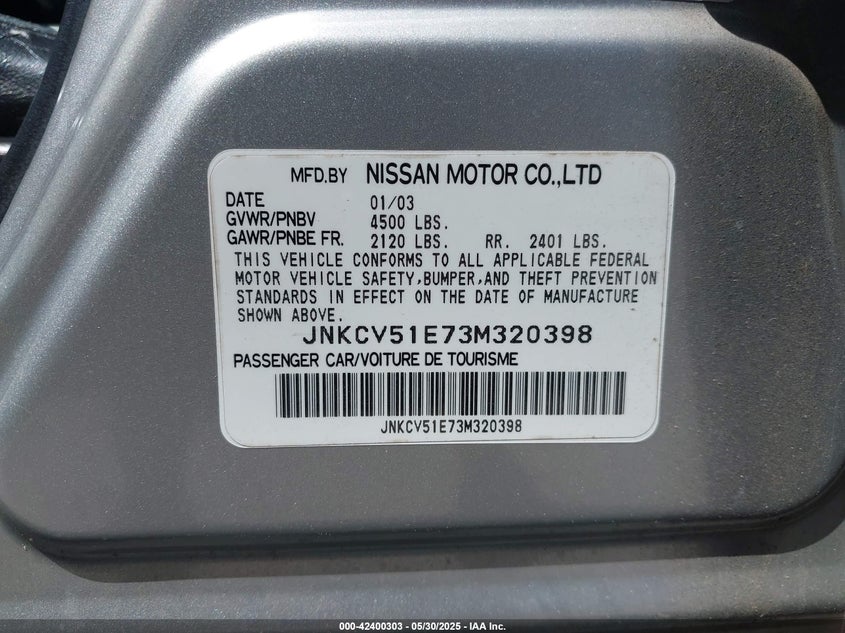 MFD.BY NISSAN MOTOR CO.,LTD
DATE 01/03
GVWR/PNBV 4500 LBS.
GAWR/PNBE FR. 2120 LBS. RR. 2401 LBS.
THIS VEHICLE CONFORMS TO ALL APPLICABLE FEDERAL
MOTOR VEHICLE SAFETY,BUMPER,AND THEFT PREVENTION
STANDARDS IN EFFECT ON THE DATE OF MANUFACTURE
SHOWN ABOVE.
JNKCV51E73M320398
PASSENGER CAR/VOITURE DE TOURISME
JNKCV51E73M320398
000-42400303 - 05/30/2025 - IAA Inc.